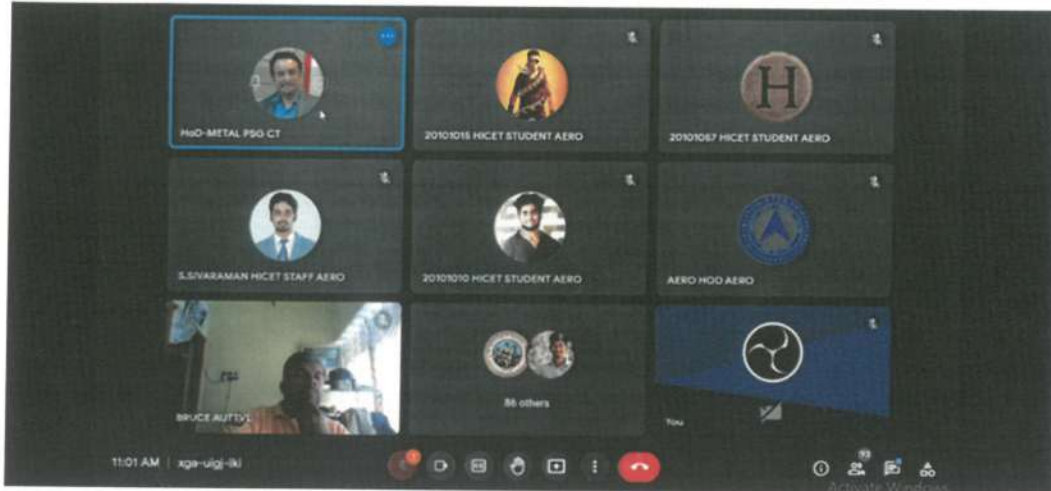 HoD-METAL PSG CT
20101015 HICET STUDENT AERO
H
20101057 HICET STUDENT AERO
S.SIVARAMAN HICET STAFF AERO
20101010 HICET STUDENT AERO
AERO HOD AERO
BRUCE AUTTVL
86 others
You
11:01 AM | xga-uigj-iki
93
Activate Windows